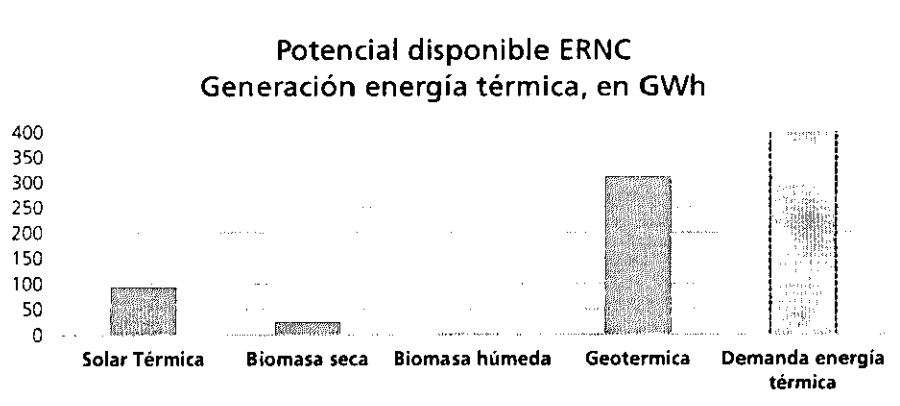 Potencial disponible ERNC
Generación energía térmica, en GWh
400
350
300
250
200
150
100
50
0
Solar Térmica Biomasa seca Biomasa húmeda Geotermica Demanda energía
térmica